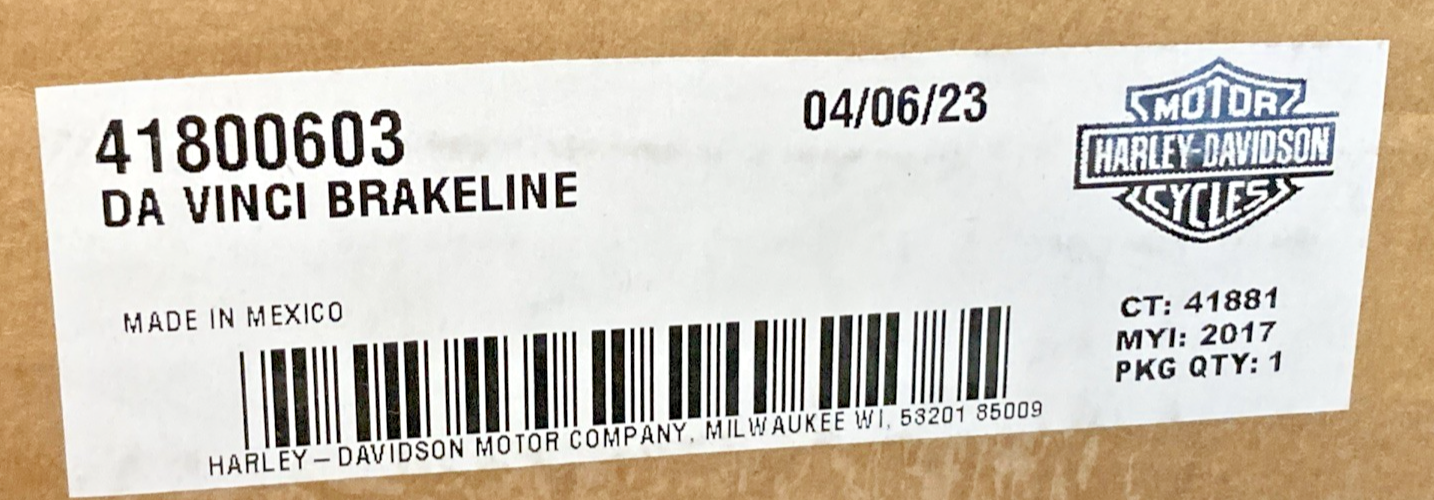 41800603
DA VINCI BRAKELINE
04/06/23
MOTOR
HARLEY-DAVIDSON
CYCLES
MADE IN MEXICO
CT: 41881
MYI: 2017
PKG QTY: 1
HARLEY-DAVIDSON MOTOR COMPANY, MILWAUKEE WI, 53201 85009